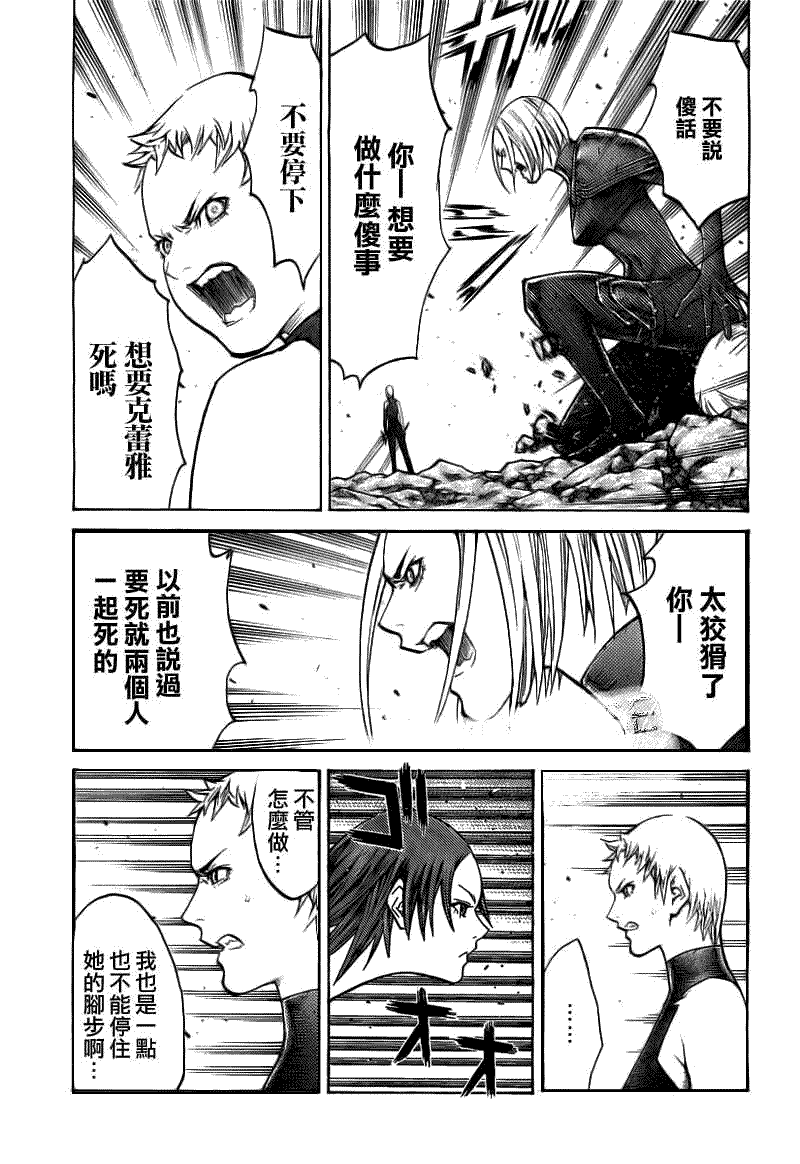 不要說
傻話
你—想要
做什麼傻事
不要停下
想要克蕾雅
死嗎
太狡猾了
你—
以前也說過
要死就兩個人
一起死的
……
ゴオオ
不管
怎麼做…
我也是一點
也不能停住
她的腳步啊…